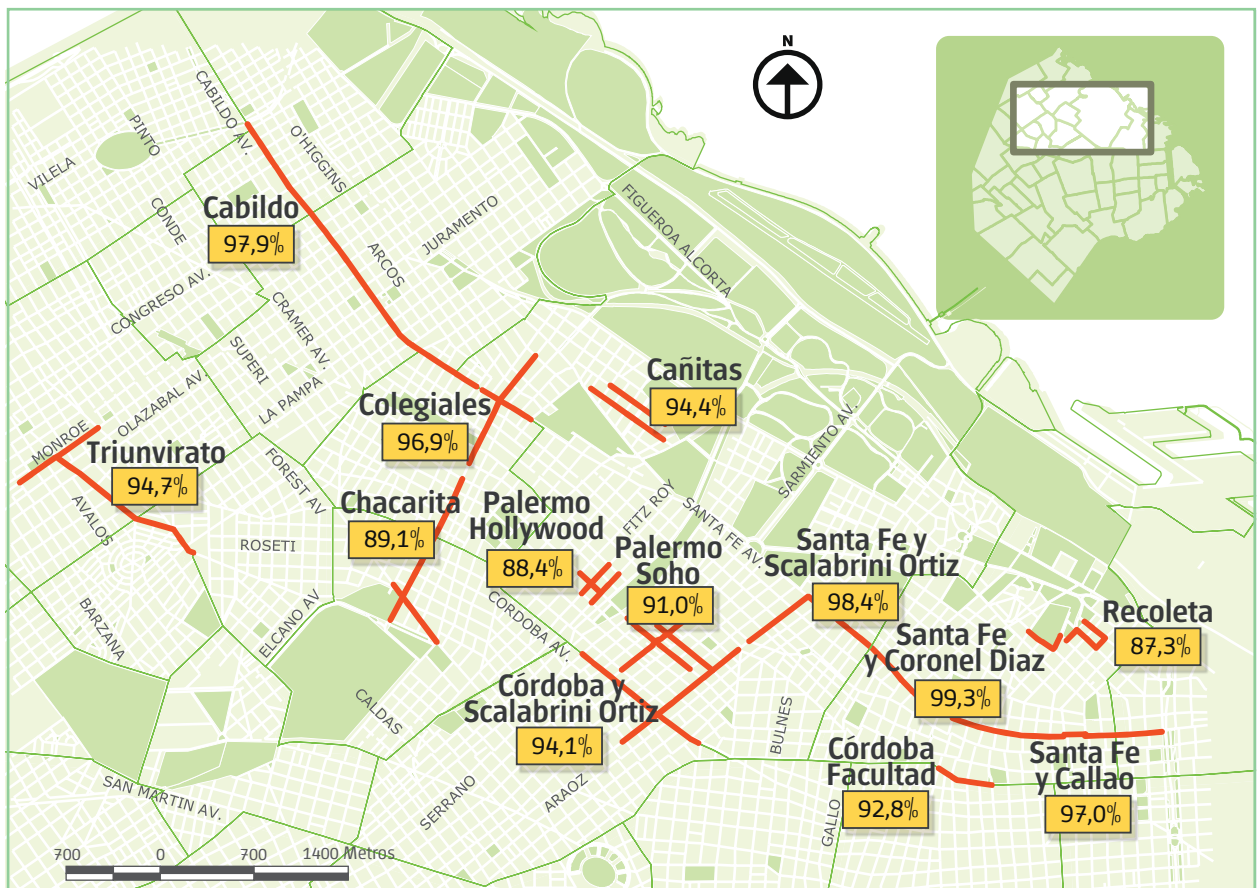 N
CABILDO AV.
O'HIGGINS
PINTO
VILELA
Cabildo
97,9%
CONDE
ARCOS
JURAMENTO
FIGUEROA ALCORTA
CONGRESO AV.
CRAMER AV.
SUPERI
LA PAMPA
OLAZABAL AV.
MONROE
Cañitas
94,4%
Colegiales
96,9%
Triunvirato
94,7%
AVALOS
FOREST AV
ROSETI
Chacarita
89,1%
Palermo
Hollywood
88,4%
FITZ ROY
SANTA FE AV.
SARMIENTO AV.
Palermo
Soho
91,0%
Santa Fe y
Scalabrini Ortiz
98,4%
Recoleta
87,3%
Santa Fe
y Coronel Diaz
99,3%
BARZANA
ELCANO AV
CORDOBA AV.
CALDAS
Córdoba y
Scalabrini Ortiz
94,1%
BULNES
Córdoba
Facultad
92,8%
Santa Fe
y Callao
97,0%
GALLO
SAN MARTIN AV.
SERRANO
ARAOZ
700 0 700 1400 Metros